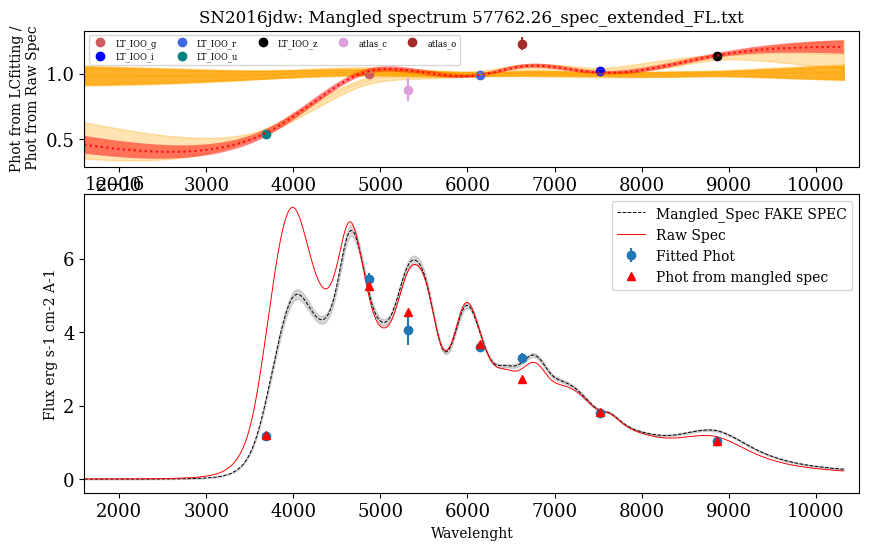 SN2016jdw: Mangled spectrum 57762.26_spec_extended_FL.txt
Phot from LCfitting /
Phot from Raw Spec
LT_IOO_g LT_IOO_r LT_IOO_z atlas_c atlas_o
LT_IOO_i LT_IOO_u
1.0
0.5
2000 3000 4000 5000 6000 7000 8000 9000 10000
1e−16
Mangled_Spec FAKE SPEC
Raw Spec
Fitted Phot
Phot from mangled spec
Flux erg s-1 cm-2 A-1
6
4
2
0
2000 3000 4000 5000 6000 7000 8000 9000 10000
Wavelenght